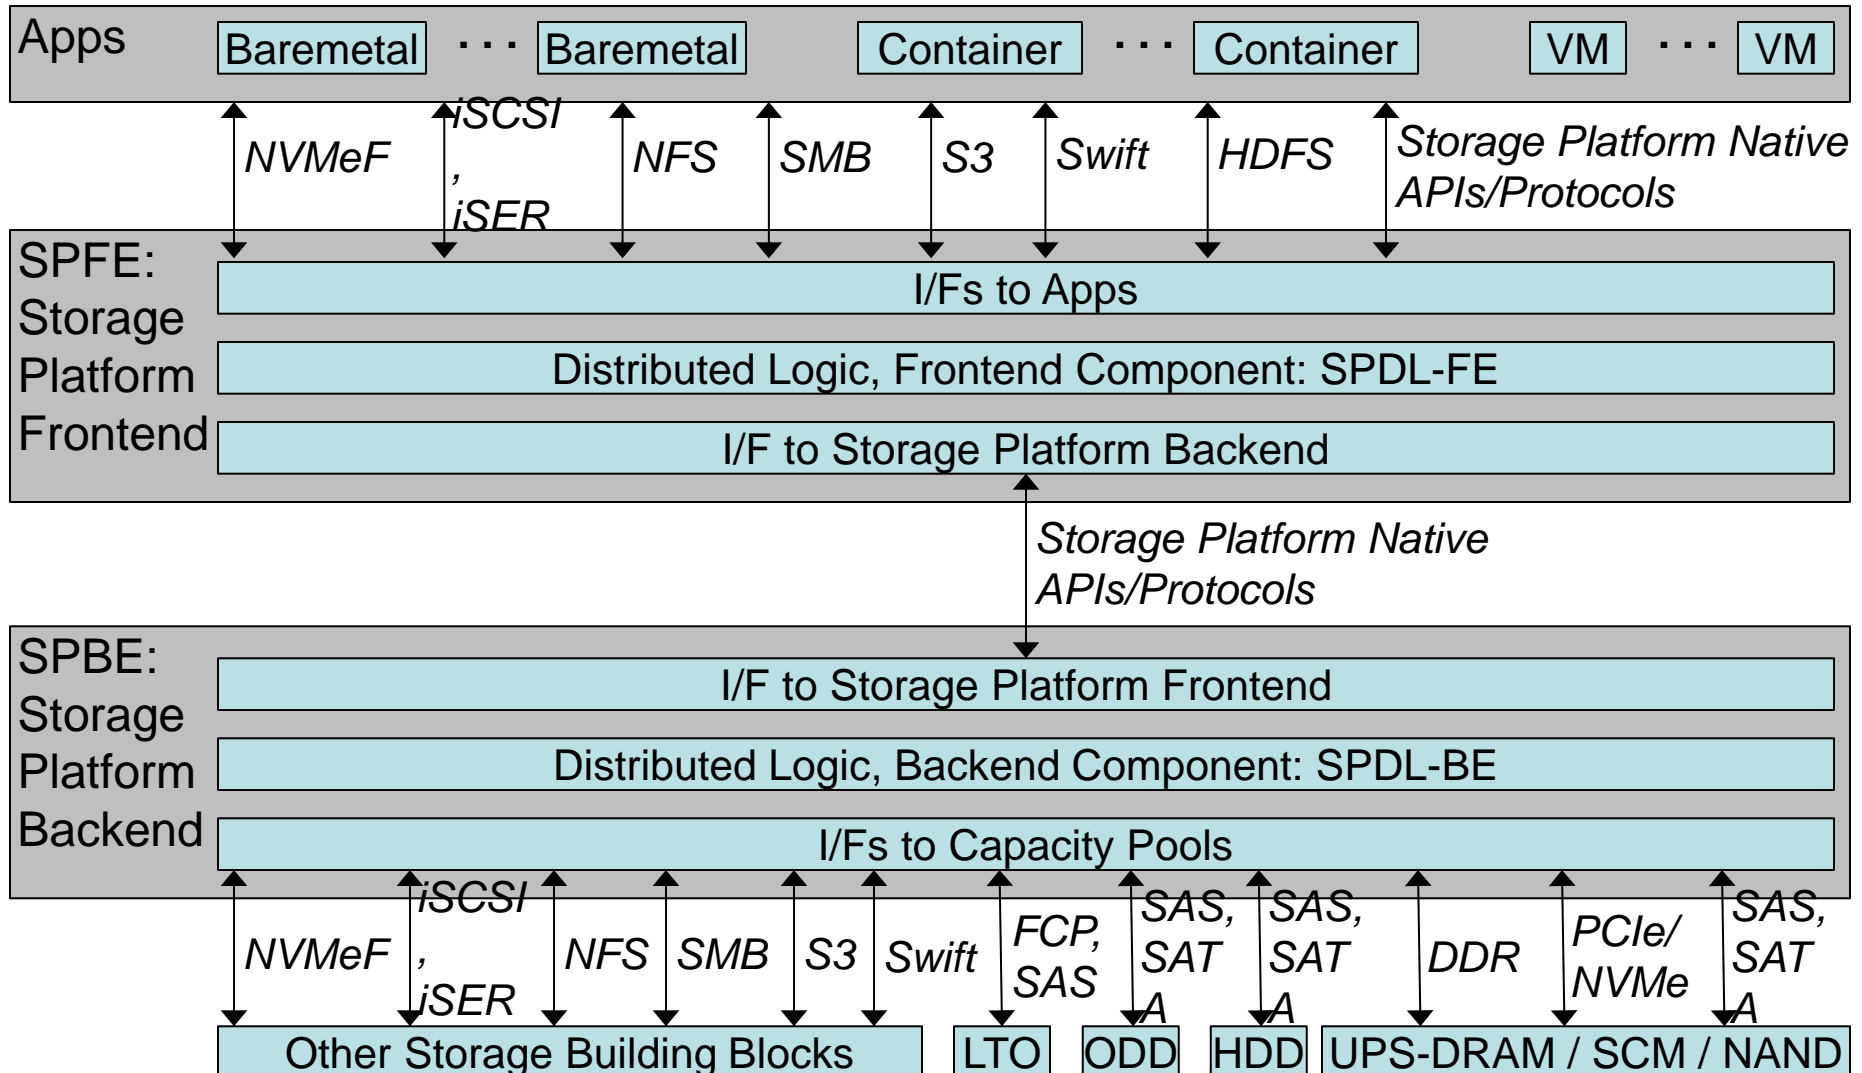 Apps
Baremetal ... Baremetal Container ... Container VM ... VM
NVMeF
iSCSI
,
iSER
NFS
SMB
S3
Swift
HDFS
Storage Platform Native
APIs/Protocols
SPFE:
Storage
Platform
Frontend
I/Fs to Apps
Distributed Logic, Frontend Component: SPDL-FE
I/F to Storage Platform Backend
Storage Platform Native
APIs/Protocols
SPBE:
Storage
Platform
Backend
I/F to Storage Platform Frontend
Distributed Logic, Backend Component: SPDL-BE
I/Fs to Capacity Pools
NVMeF
iSCSI
,
iSER
NFS
SMB
S3
Swift
FCP,
SAS
SAS,
SAT
A
SAS,
SAT
A
DDR
PCIe/
NVMe
SAS,
SAT
A
Other Storage Building Blocks
LTO
ODD
HDD
UPS-DRAM / SCM / NAND